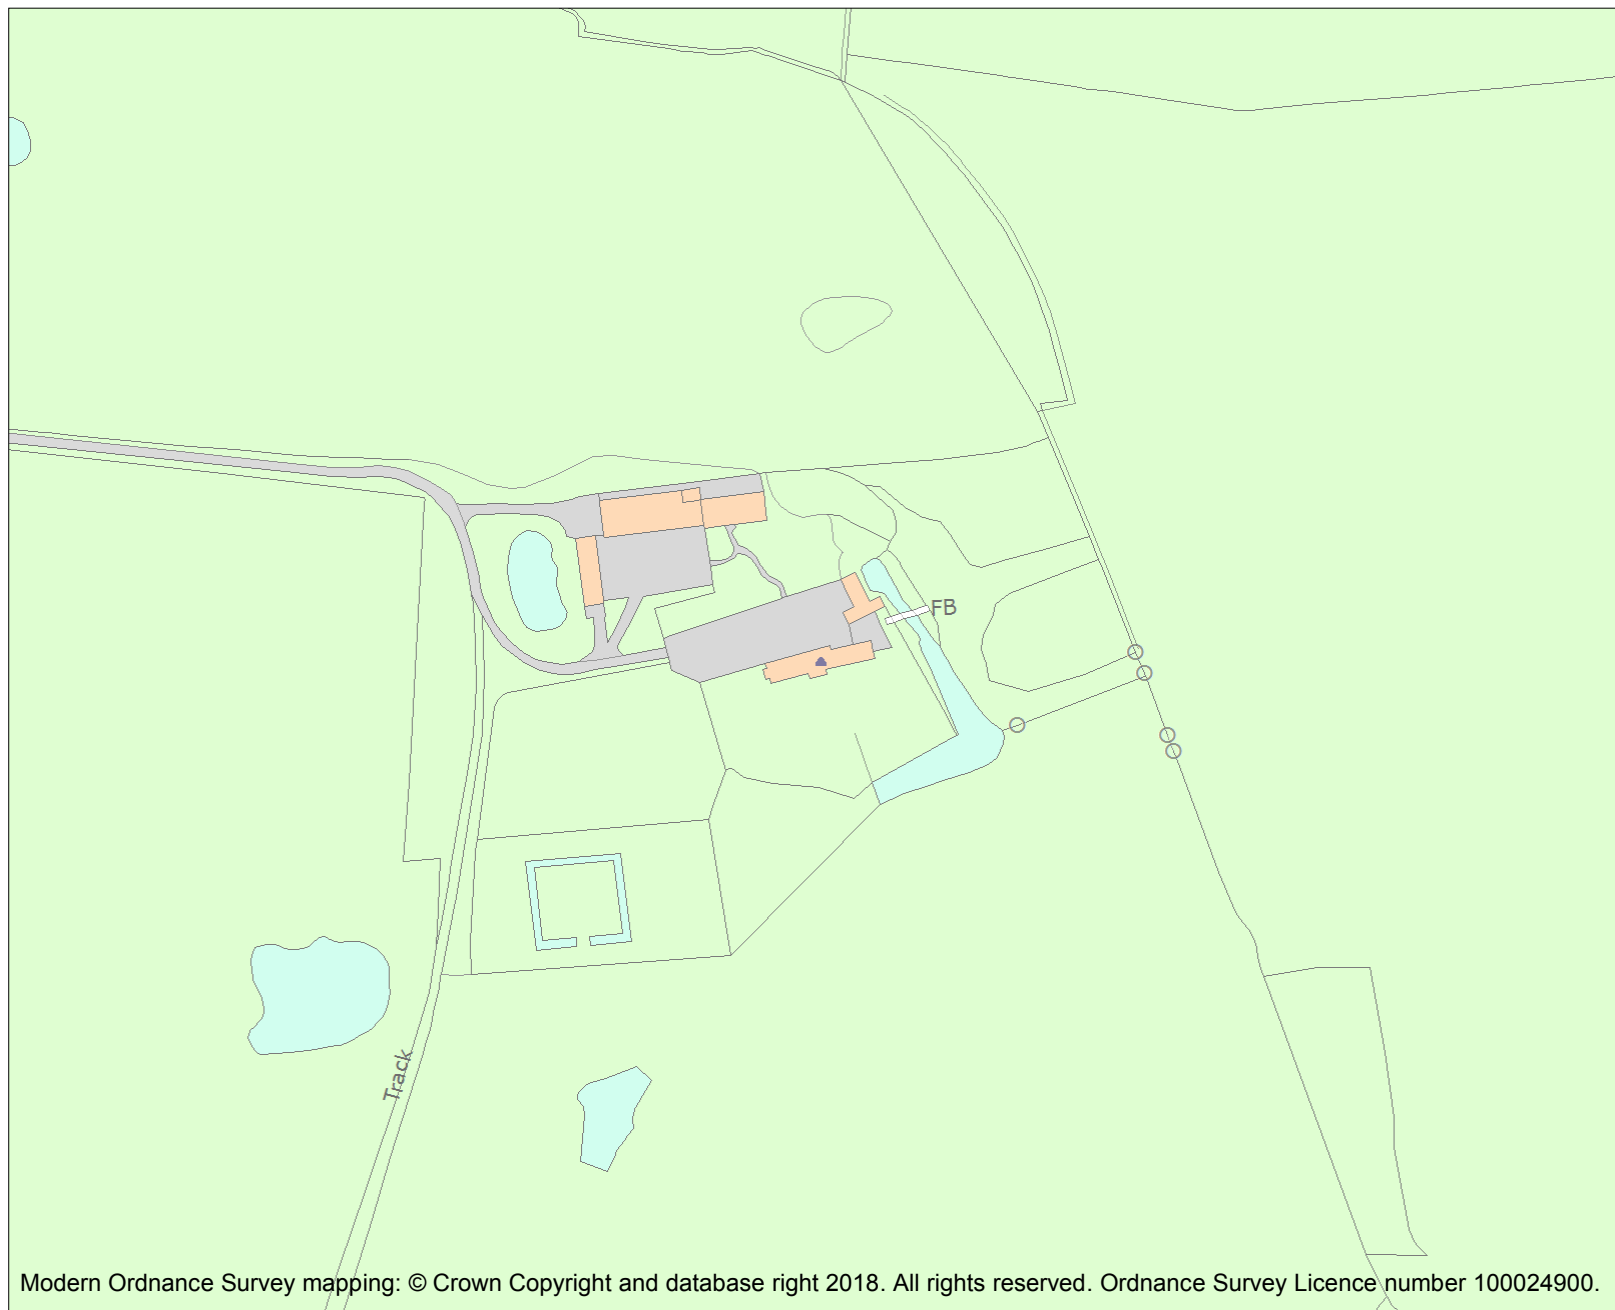 FB
Track
Modern Ordnance Survey mapping: © Crown Copyright and database right 2018. All rights reserved. Ordnance Survey Licence number 100024900.